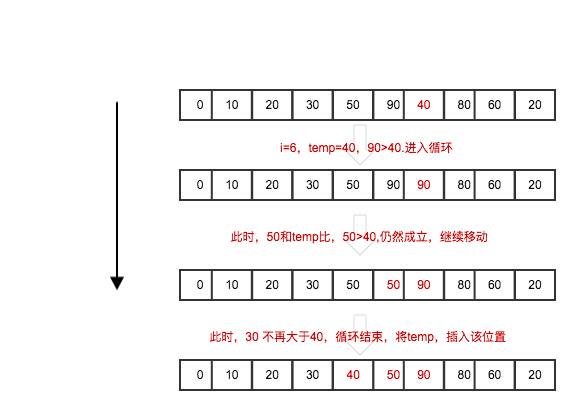 0 10 20 30 50 90 40 80 60 20
i=6，temp=40，90>40.进入循环
0 10 20 30 50 90 90 80 60 20
此时，50和temp比，50>40,仍然成立，继续移动
0 10 20 30 50 50 90 80 60 20
此时，30 不再大于40，循环结束，将temp，插入该位置
0 10 20 30 40 50 90 80 60 20